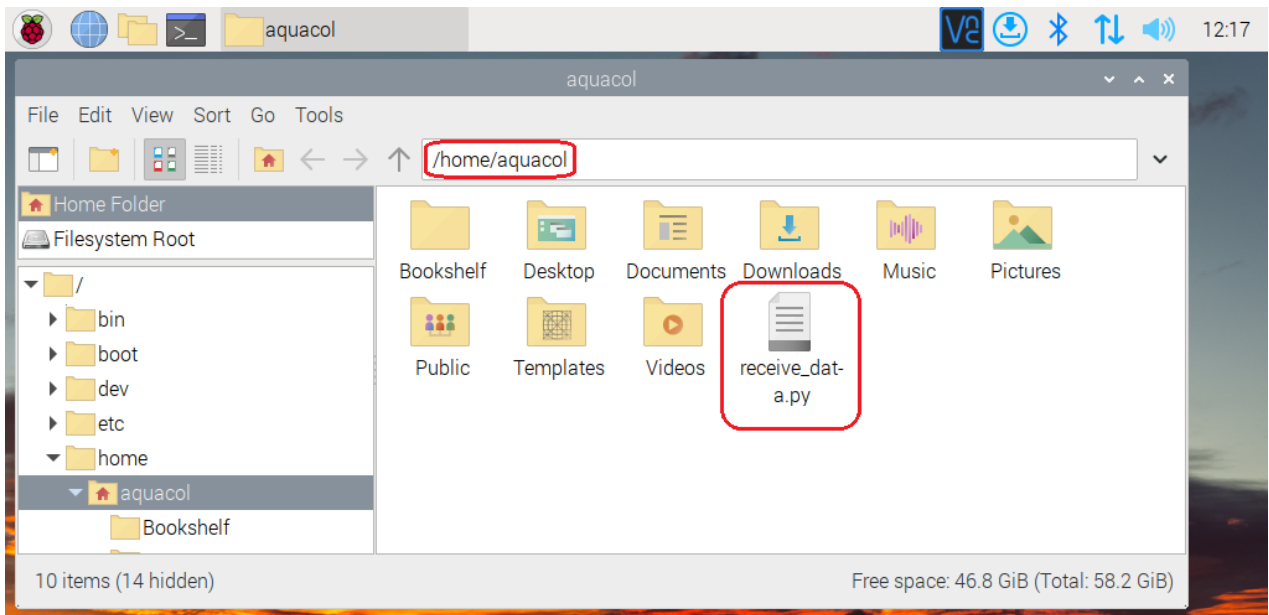 aquacol
12:17
aquacol
File Edit View Sort Go Tools
/home/aquacol
Home Folder
Filesystem Root
/
bin
boot
dev
etc
home
aquacol
Bookshelf
Bookshelf Desktop Documents Downloads Music Pictures
Public Templates Videos receive_dat-
a.py
10 items (14 hidden)
Free space: 46.8 GiB (Total: 58.2 GiB)